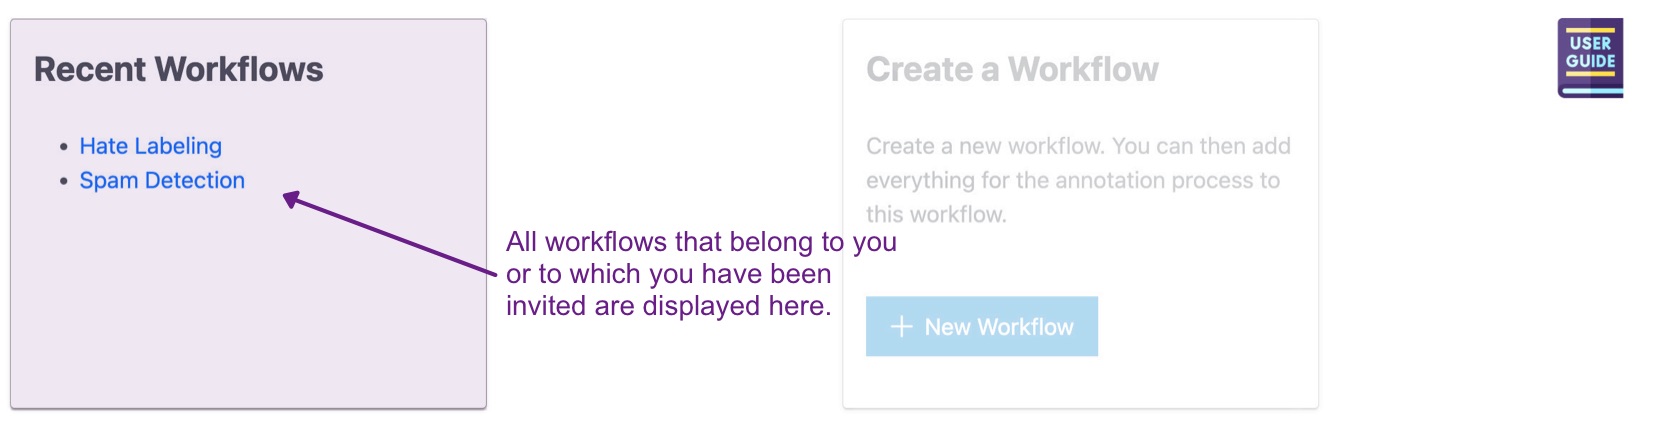 Recent Workflows
• Hate Labeling
• Spam Detection
All workflows that belong to you
or to which you have been
invited are displayed here.
Create a Workflow
Create a new workflow. You can then add
everything for the annotation process to
this workflow.
+ New Workflow
USER
GUIDE